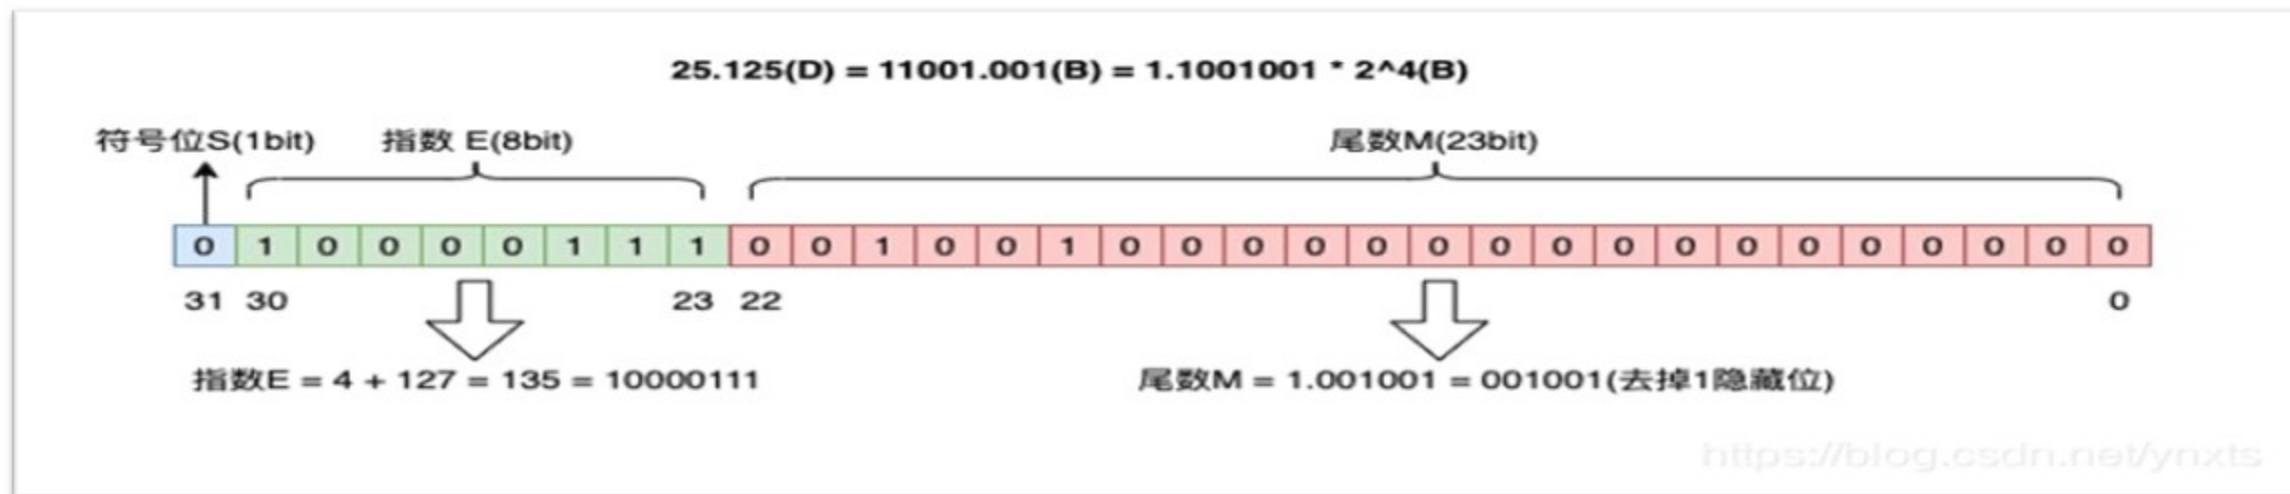 25.125(D) = 11001.001(B) = 1.1001001 * 2^4(B)
符号位S(1bit) 指数 E(8bit) 尾数M(23bit)
0 1 0 0 0 0 1 1 1 0 0 1 0 0 1 0 0 0 0 0 0 0 0 0 0 0 0 0 0 0 0 0
31 30 23 22 0
指数E = 4 + 127 = 135 = 10000111 尾数M = 1.001001 = 001001(去掉1隐藏位)
https://blog.csdn.net/ynxts